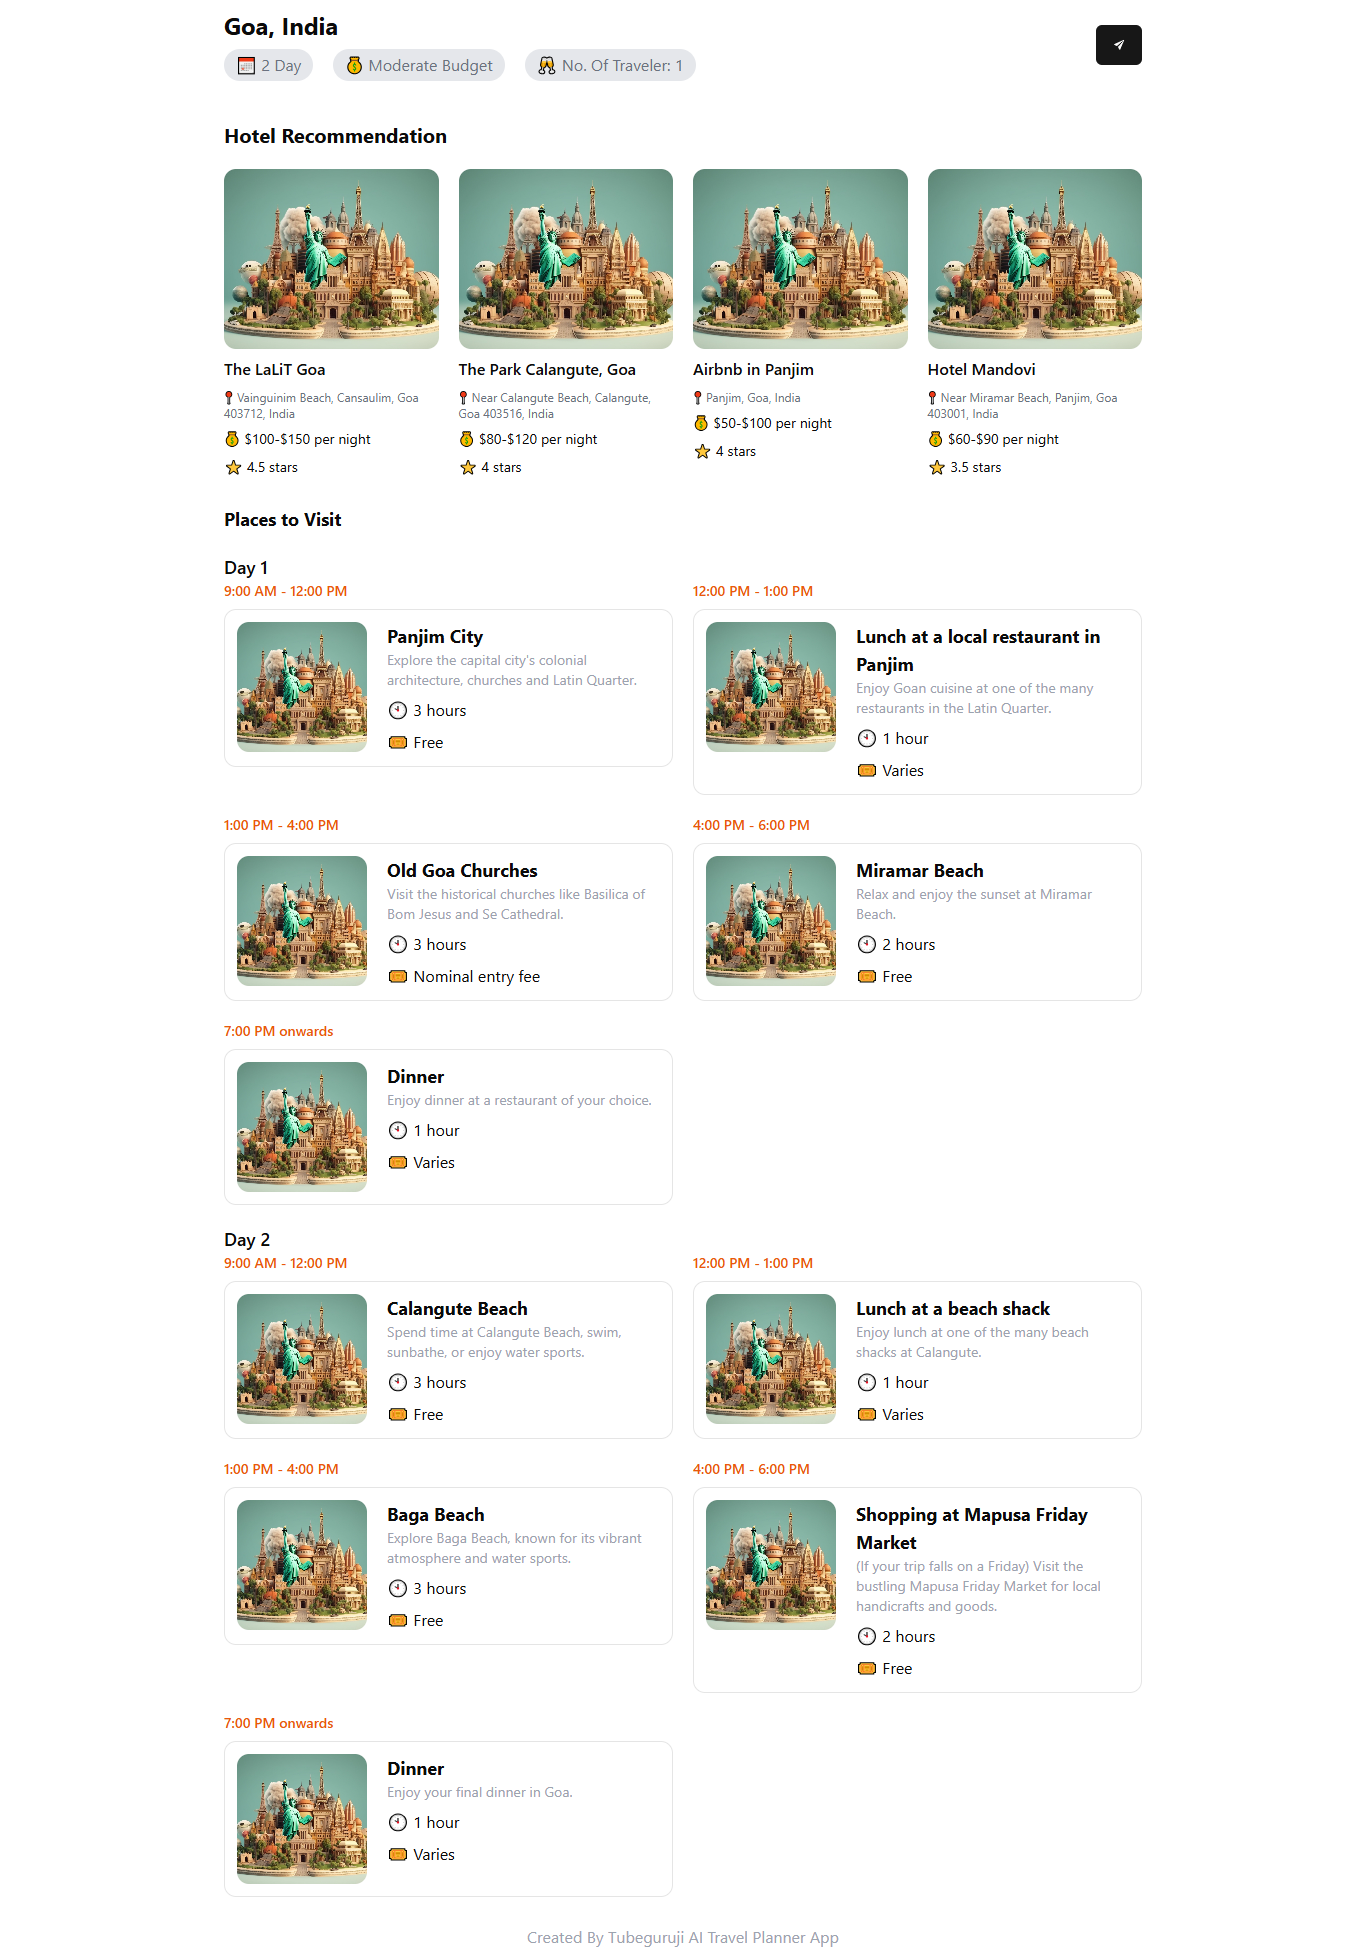 Goa, India
2 Day
Moderate Budget
No. Of Traveler: 1
Hotel Recommendation
The LaLiT Goa
Vainguinim Beach, Cansaulim, Goa
403712, India
$100-$150 per night
4.5 stars
The Park Calangute, Goa
Near Calangute Beach, Calangute,
Goa 403516, India
$80-$120 per night
4 stars
Airbnb in Panjim
Panjim, Goa, India
$50-$100 per night
4 stars
Hotel Mandovi
Near Miramar Beach, Panjim, Goa
403001, India
$60-$90 per night
3.5 stars
Places to Visit
Day 1
9:00 AM - 12:00 PM
Panjim City
Explore the capital city's colonial
architecture, churches and Latin Quarter.
3 hours
Free
12:00 PM - 1:00 PM
Lunch at a local restaurant in
Panjim
Enjoy Goan cuisine at one of the many
restaurants in the Latin Quarter.
1 hour
Varies
1:00 PM - 4:00 PM
Old Goa Churches
Visit the historical churches like Basilica of
Bom Jesus and Se Cathedral.
3 hours
Nominal entry fee
4:00 PM - 6:00 PM
Miramar Beach
Relax and enjoy the sunset at Miramar
Beach.
2 hours
Free
7:00 PM onwards
Dinner
Enjoy dinner at a restaurant of your choice.
1 hour
Varies
Day 2
9:00 AM - 12:00 PM
Calangute Beach
Spend time at Calangute Beach, swim,
sunbathe, or enjoy water sports.
3 hours
Free
12:00 PM - 1:00 PM
Lunch at a beach shack
Enjoy lunch at one of the many beach
shacks at Calangute.
1 hour
Varies
1:00 PM - 4:00 PM
Baga Beach
Explore Baga Beach, known for its vibrant
atmosphere and water sports.
3 hours
Free
4:00 PM - 6:00 PM
Shopping at Mapusa Friday
Market
(If your trip falls on a Friday) Visit the
bustling Mapusa Friday Market for local
handicrafts and goods.
2 hours
Free
7:00 PM onwards
Dinner
Enjoy your final dinner in Goa.
1 hour
Varies
Created By Tubeguruji AI Travel Planner App